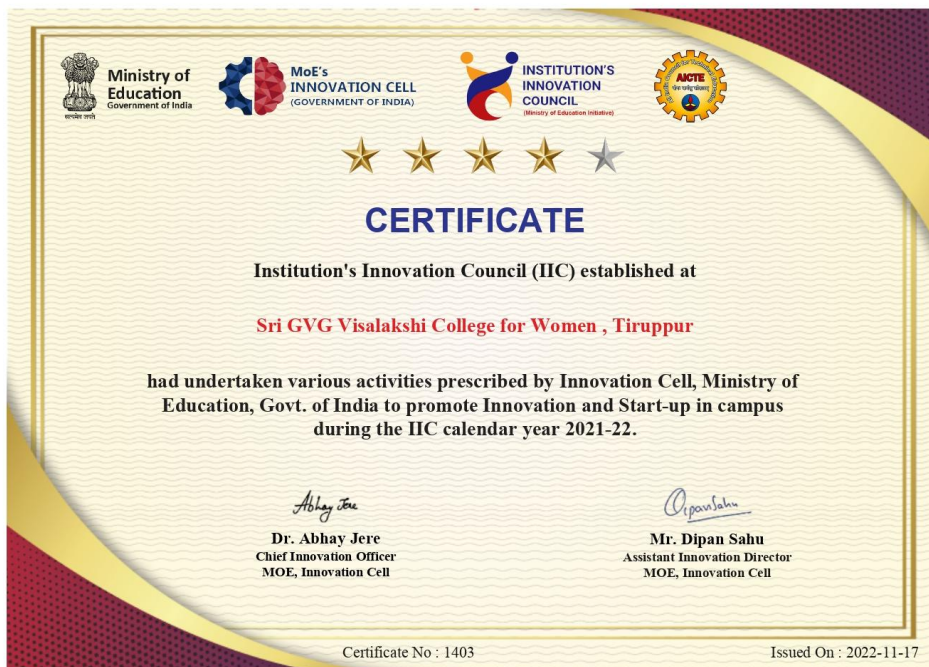 Ministry of
Education
Government of India
सत्यमेव जयते
MoE's
INNOVATION CELL
(GOVERNMENT OF INDIA)
INSTITUTION'S
INNOVATION
COUNCIL
(Ministry of Education Initiative)
AICTE
CERTIFICATE
Institution's Innovation Council (IIC) established at
Sri GVG Visalakshi College for Women , Tiruppur
had undertaken various activities prescribed by Innovation Cell, Ministry of
Education, Govt. of India to promote Innovation and Start-up in campus
during the IIC calendar year 2021-22.
Abhay Jere
Dipan Sahu
Dr. Abhay Jere
Chief Innovation Officer
MOE, Innovation Cell
Mr. Dipan Sahu
Assistant Innovation Director
MOE, Innovation Cell
Certificate No : 1403
Issued On : 2022-11-17